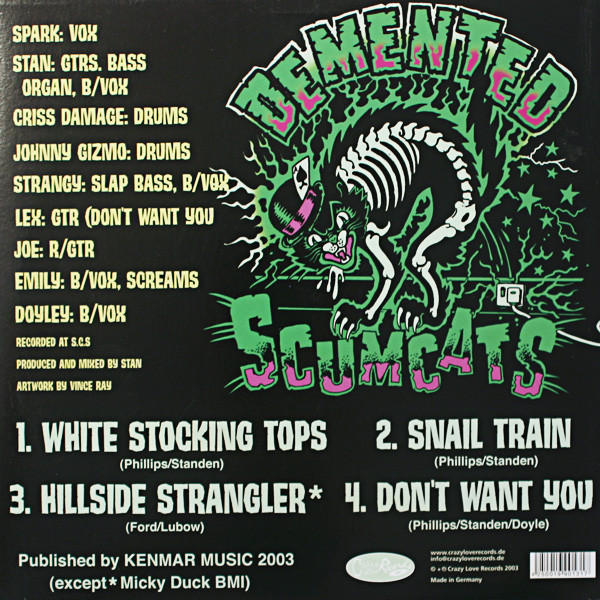 DEMENTED
SCUMCATS
SPARK: VOX
STAN: GTRS. BASS
ORGAN, B/VOX
CRISS DAMAGE: DRUMS
JOHNNY GIZMO: DRUMS
STRANGY: SLAP BASS, B/VOX
LEX: GTR (DON'T WANT YOU
JOE: R/GTR
EMILY: B/VOX, SCREAMS
DOYLEY: B/VOX
RECORDED AT S.C.S
PRODUCED AND MIXED BY STAN
ARTWORK BY VINCE RAY
1. WHITE STOCKING TOPS
(Phillips/Standen)
2. SNAIL TRAIN
(Phillips/Standen)
3. HILLSIDE STRANGLER*
(Ford/Lubow)
4. DON'T WANT YOU
(Phillips/Standen/Doyle)
Published by KENMAR MUSIC 2003
(except * Micky Duck BMI)
www.crazyloverecords.de
info@crazyloverecords.de
© + ℗ Crazy Love Records 2003
Made in Germany